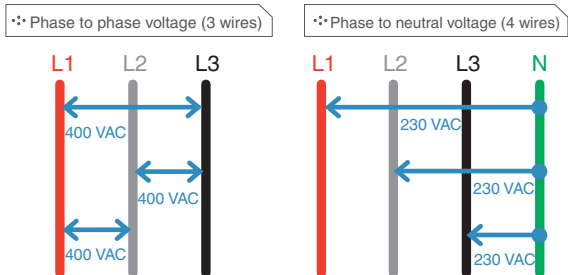 Phase to phase voltage (3 wires)
L1 L2 L3
400 VAC
400 VAC
400 VAC
Phase to neutral voltage (4 wires)
L1 L2 L3 N
230 VAC
230 VAC
230 VAC